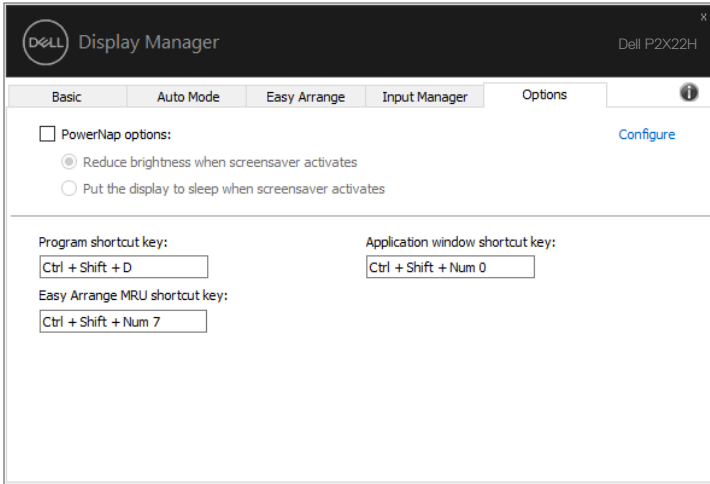 x
DELL Display Manager
Dell P2X22H
Basic Auto Mode Easy Arrange Input Manager Options i
PowerNap options: Configure
Reduce brightness when screensaver activates
Put the display to sleep when screensaver activates
Program shortcut key: Application window shortcut key:
Ctrl + Shift + D Ctrl + Shift + Num 0
Easy Arrange MRU shortcut key:
Ctrl + Shift + Num 7